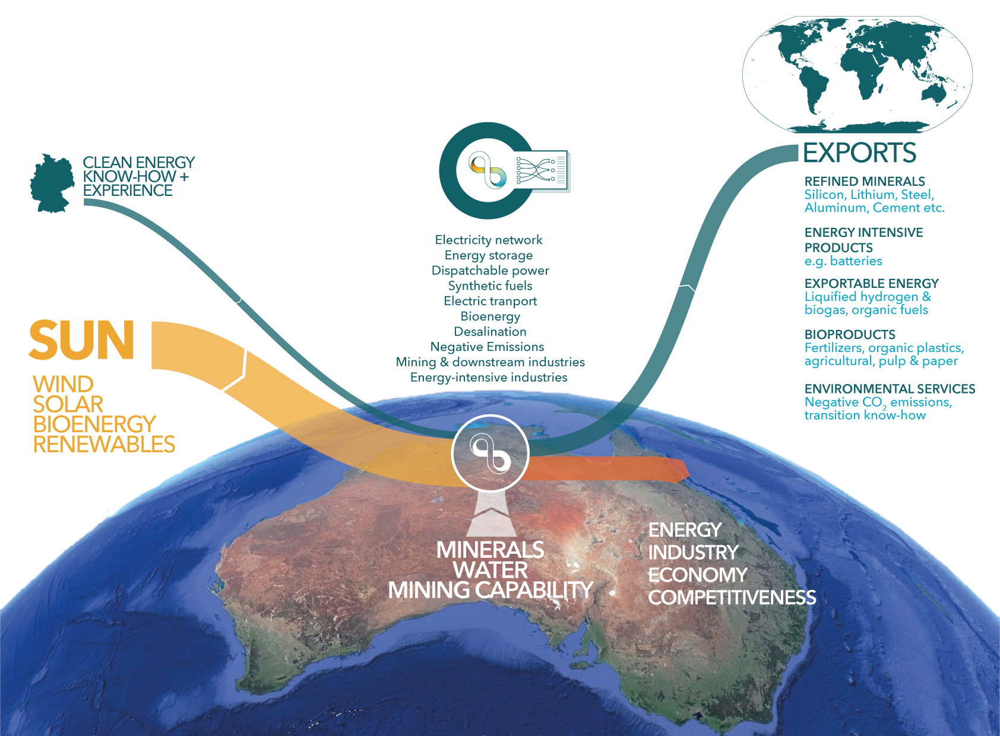 CLEAN ENERGY
KNOW-HOW +
EXPERIENCE
SUN
WIND
SOLAR
BIOENERGY
RENEWABLES
Electricity network
Energy storage
Dispatchable power
Synthetic fuels
Electric tranport
Bioenergy
Desalination
Negative Emissions
Mining & downstream industries
Energy-intensive industries
EXPORTS
REFINED MINERALS
Silicon, Lithium, Steel,
Aluminum, Cement etc.
ENERGY INTENSIVE
PRODUCTS
e.g. batteries
EXPORTABLE ENERGY
Liquified hydrogen &
biogas, organic fuels
BIOPRODUCTS
Fertilizers, organic plastics,
agricultural, pulp & paper
ENVIRONMENTAL SERVICES
Negative CO2 emissions,
transition know-how
MINERALS
WATER
MINING CAPABILITY
ENERGY
INDUSTRY
ECONOMY
COMPETITIVENESS